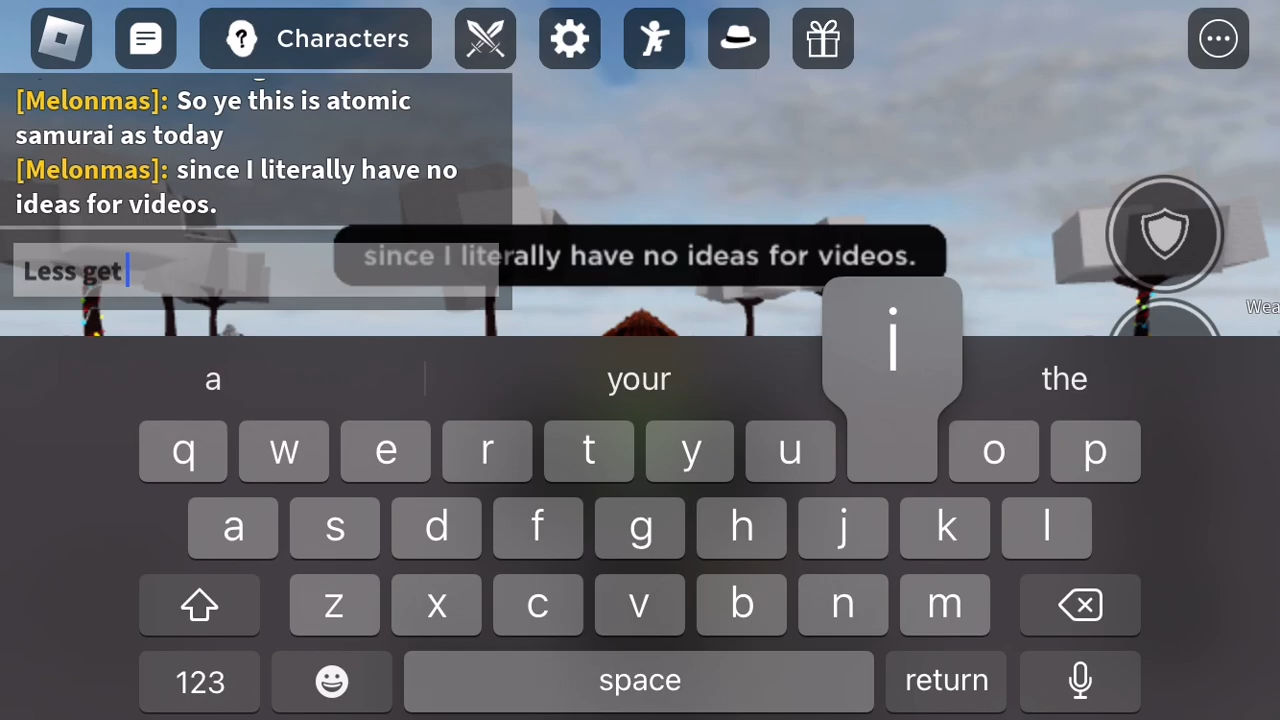 Characters
[Melonmas]: So ye this is atomic
samurai as today
[Melonmas]: since I literally have no
ideas for videos.
Less get
since I literally have no ideas for videos.
Wea
i
a your the
q w e r t y u o p
a s d f g h j k l
z x c v b n m
123 space return